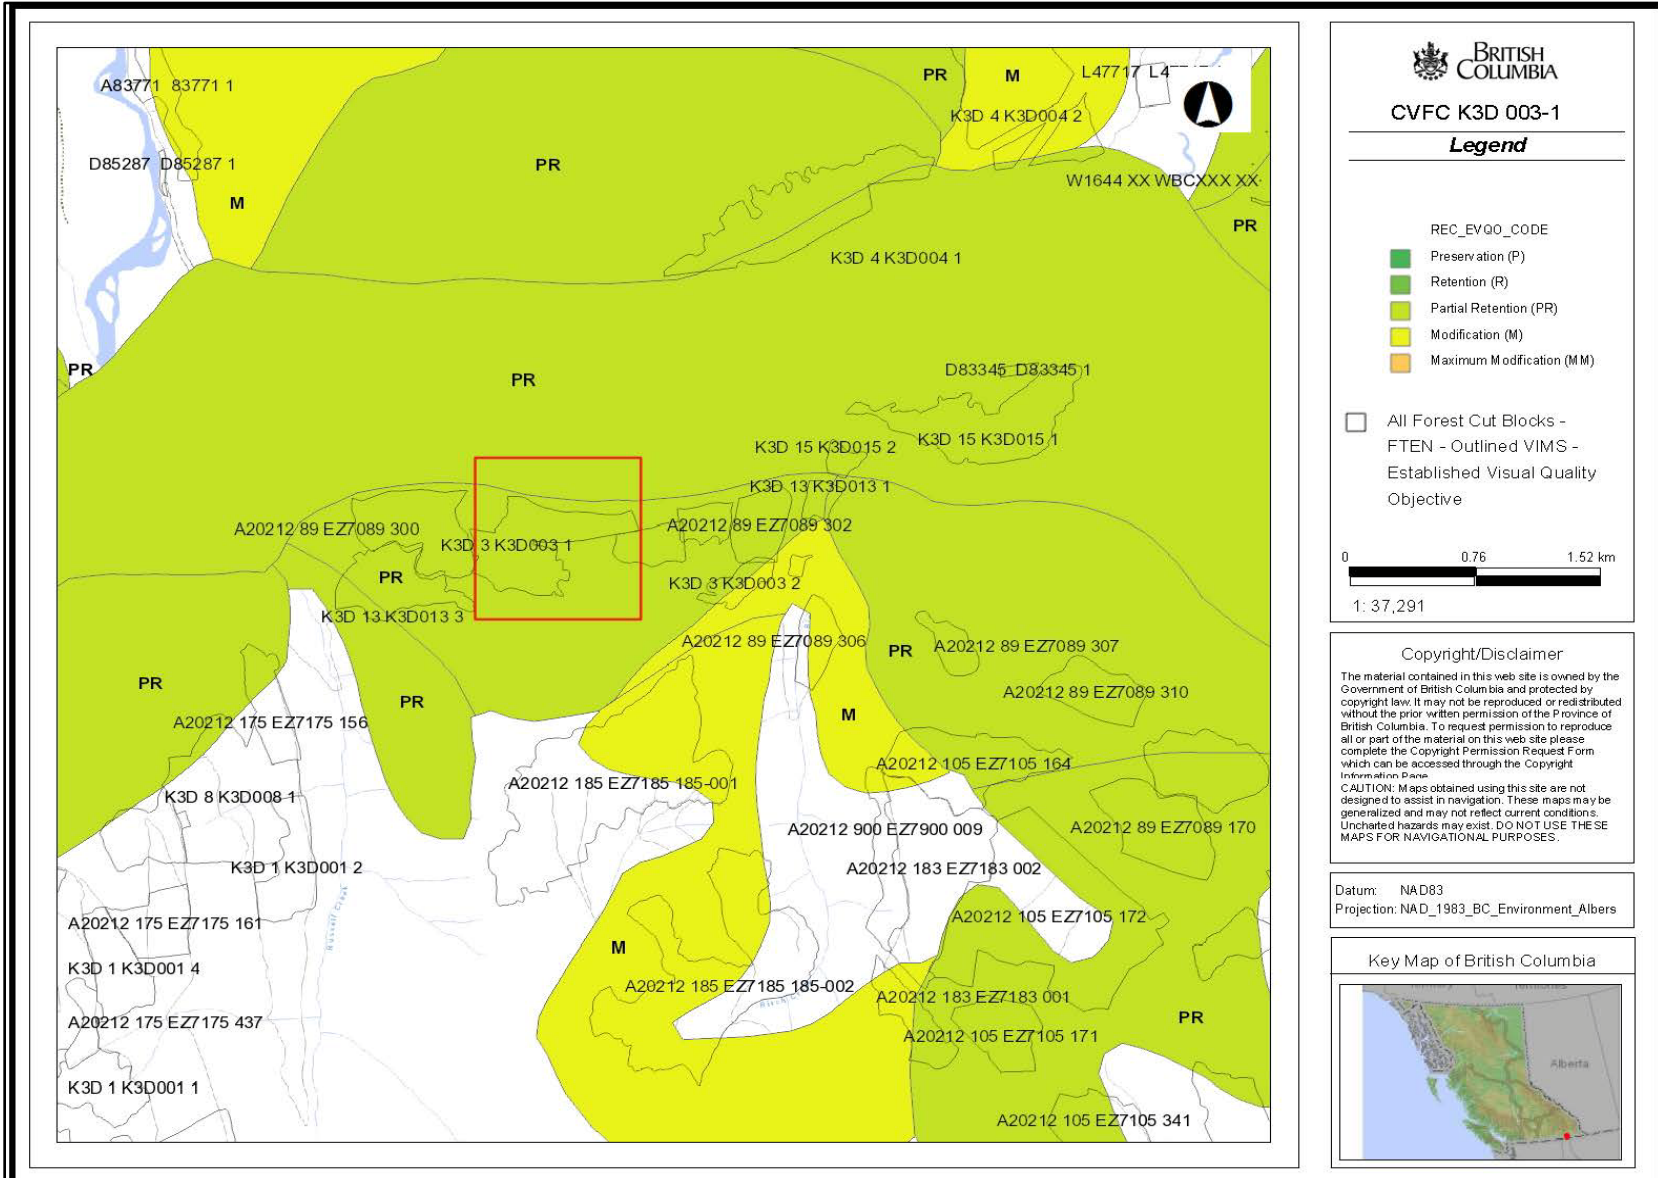 A83771 83771 1
PR
M
L47717 L4
K3D 4 K3D004 2
D85287 D85287 1
PR
W1644 XX WBCXXX XX-
M
PR
K3D 4 K3D004 1
PR
PR
D83345 D83345 1
K3D 15 K3D015 2
K3D 15 K3D015 1
K3D 13 K3D013 1
A20212 89 EZ7089 300
A20212 89 EZ7089 302
K3D 3 K3D003 1
PR
K3D 3 K3D003 2
K3D 13 K3D013 3
A20212 89 EZ7089 306
PR
A20212 89 EZ7089 307
PR
A20212 89 EZ7089 310
PR
M
A20212 175 EZ7175 156
A20212 105 EZ7105 164
A20212 185 EZ7185 185-001
K3D 8 K3D008 1
A20212 900 EZ7900 009
A20212 89 EZ7089 170
K3D 1 K3D001 2
A20212 183 EZ7183 002
Russell Creek
A20212 175 EZ7175 161
A20212 105 EZ7105 172
M
K3D 1 K3D001 4
A20212 185 EZ7185 185-002
A20212 183 EZ7183 001
A20212 175 EZ7175 437
PR
A20212 105 EZ7105 171
K3D 1 K3D001 1
A20212 105 EZ7105 341
BRITISH
COLUMBIA
CVFC K3D 003-1
Legend
REC_EVQO_CODE
Preservation (P)
Retention (R)
Partial Retention (PR)
Modification (M)
Maximum Modification (MM)
All Forest Cut Blocks -
FTEN - Outlined VIMS -
Established Visual Quality
Objective
0 0.76 1.52 km
1: 37,291
Copyright/Disclaimer
The material contained in this web site is owned by the
Government of British Columbia and protected by
copyright law. It may not be reproduced or redistributed
without the prior written permission of the Province of
British Columbia. To request permission to reproduce
all or part of the material on this web site please
complete the Copyright Permission Request Form
which can be accessed through the Copyright
Information Page.
CAUTION: Maps obtained using this site are not
designed to assist in navigation. These maps may be
generalized and may not reflect current conditions.
Uncharted hazards may exist. DO NOT USE THESE
MAPS FOR NAVIGATIONAL PURPOSES.
Datum: NAD83
Projection: NAD_1983_BC_Environment_Albers
Key Map of British Columbia
Territory
Territories
Alberta